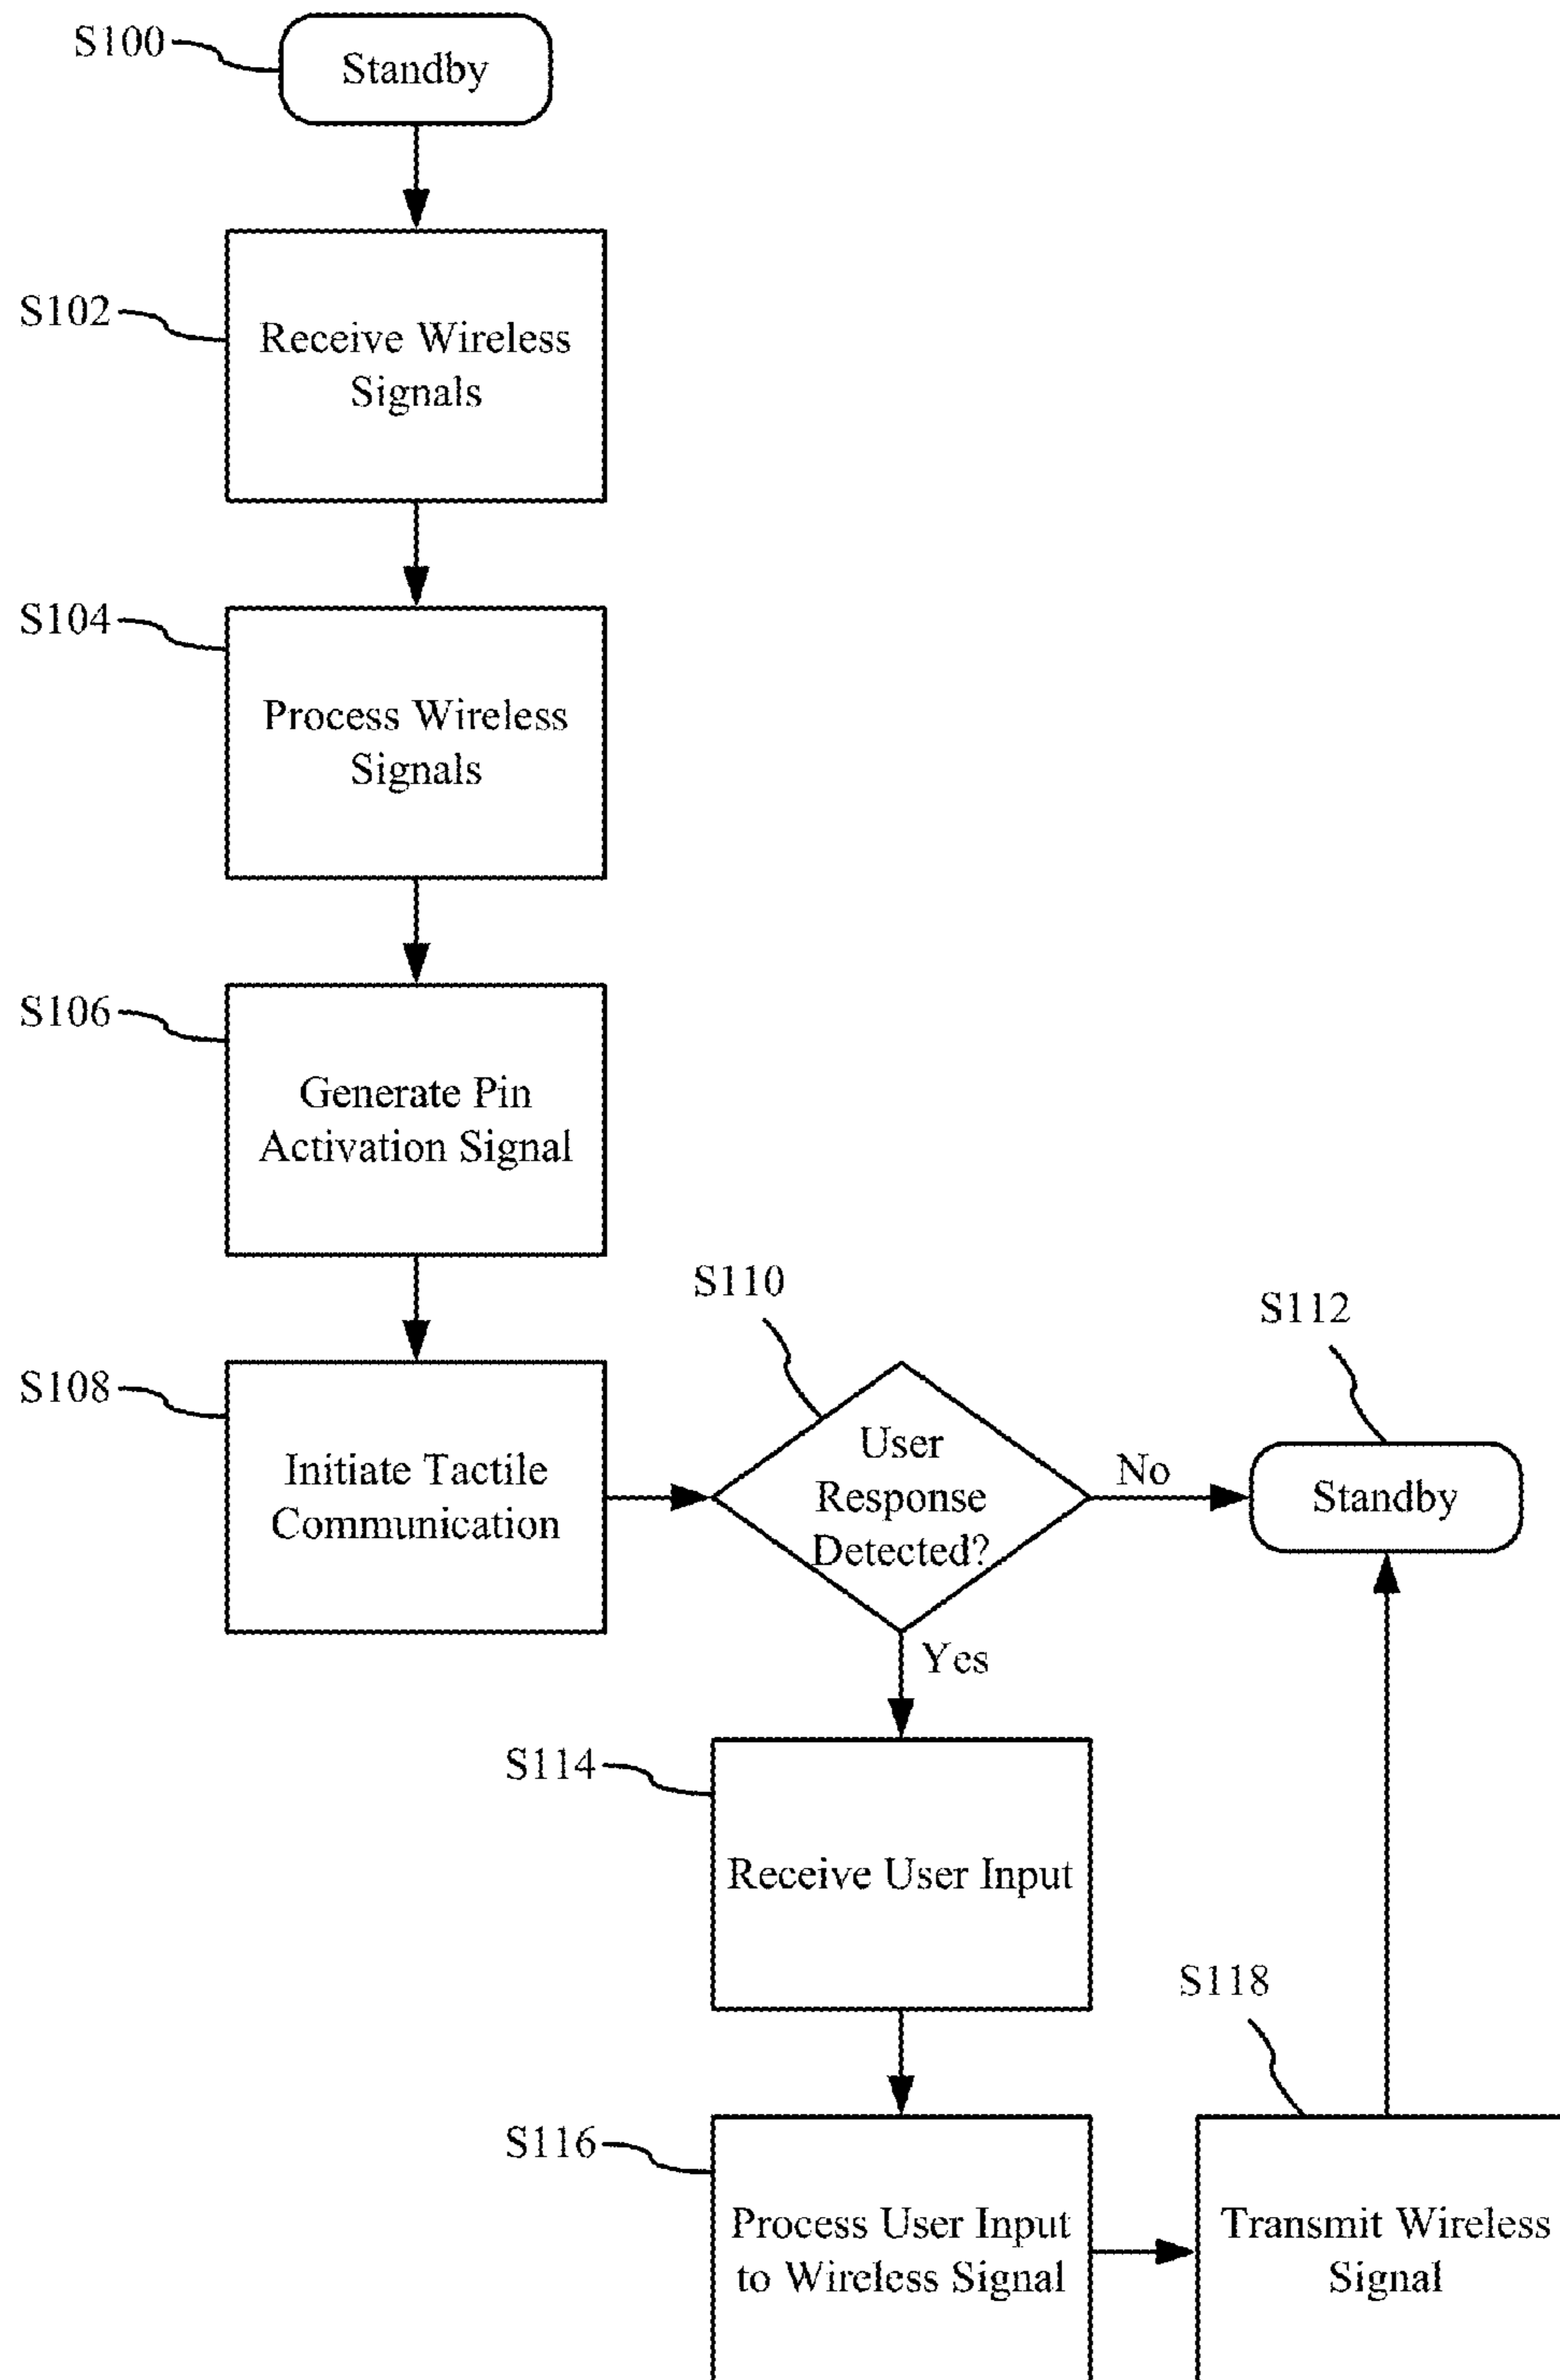 S100
Standby
S102
Receive Wireless
Signals
S104
Process Wireless
Signals
S106
Generate Pin
Activation Signal
S108
Initiate Tactile
Communication
S110
User
Response
Detected?
No
S112
Standby
Yes
S114
Receive User Input
S116
Process User Input
to Wireless Signal
S118
Transmit Wireless
Signal